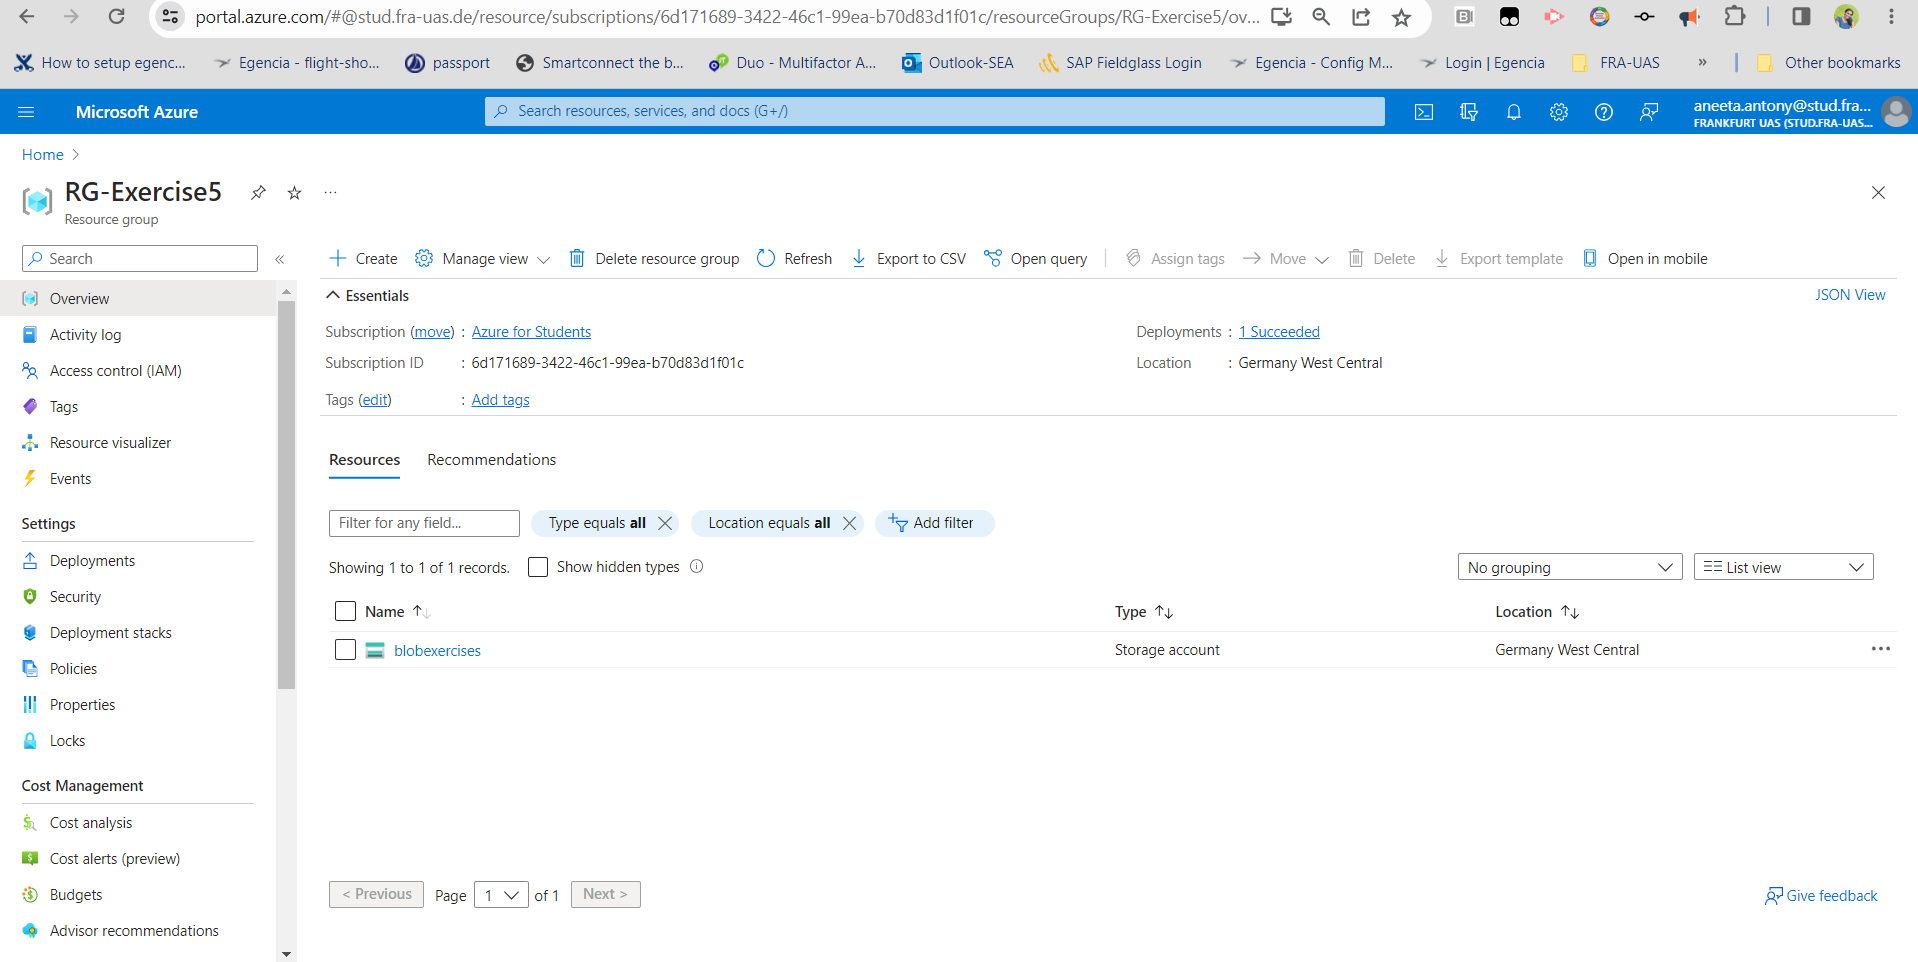 portal.azure.com/#@stud.fra-uas.de/resource/subscriptions/6d171689-3422-46c1-99ea-b70d83d1f01c/resourceGroups/RG-Exercise5/ov...
How to setup egenc... Egencia - flight-sho... passport Smartconnect the b... Duo - Multifactor A... Outlook-SEA SAP Fieldglass Login Egencia - Config M... Login | Egencia FRA-UAS » Other bookmarks
Microsoft Azure
Search resources, services, and docs (G+/)
aneeta.antony@stud.fra...
FRANKFURT UAS (STUD.FRA-UAS...
Home >
RG-Exercise5 ...
Resource group
Search «
Create Manage view Delete resource group Refresh Export to CSV Open query Assign tags Move Delete Export template Open in mobile
Overview
Activity log
Access control (IAM)
Tags
Resource visualizer
Events
Settings
Deployments
Security
Deployment stacks
Policies
Properties
Locks
Cost Management
Cost analysis
Cost alerts (preview)
Budgets
Advisor recommendations
Essentials
JSON View
Subscription (move) : Azure for Students
Deployments : 1 Succeeded
Subscription ID : 6d171689-3422-46c1-99ea-b70d83d1f01c
Location : Germany West Central
Tags (edit) : Add tags
Resources Recommendations
Filter for any field... Type equals all Location equals all Add filter
Showing 1 to 1 of 1 records. Show hidden types
No grouping List view
Name Type Location
blobexercises Storage account Germany West Central
< Previous Page 1 of 1 Next >
Give feedback